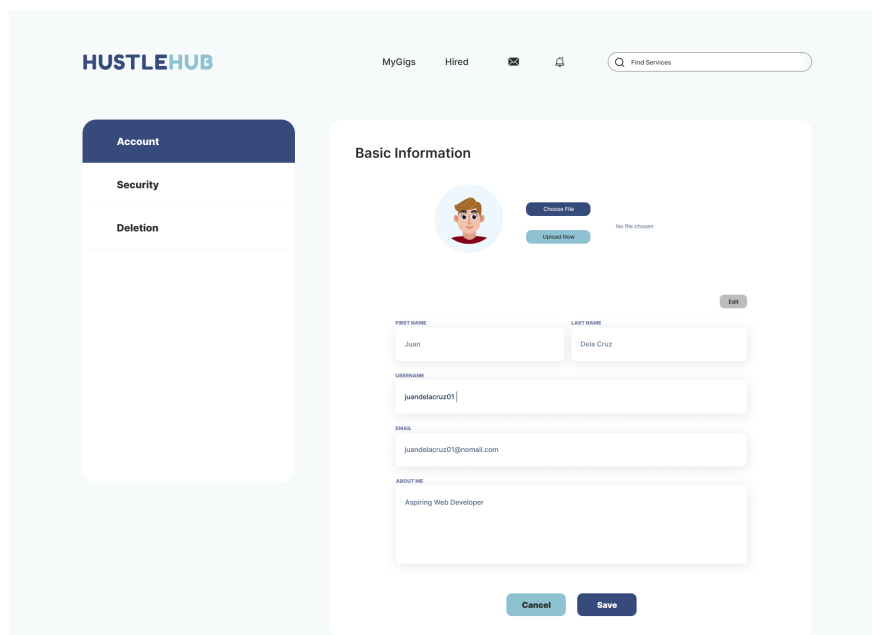 HUSTLEHUB
MyGigs Hired Find Services
Account
Security
Deletion
Basic Information
Choose File
No file chosen
Upload Now
Edit
FIRST NAME LAST NAME
Juan Dela Cruz
USERNAME
juandelacruz01
EMAIL
juandelacruz01@nomail.com
ABOUT ME
Aspiring Web Developer
Cancel Save